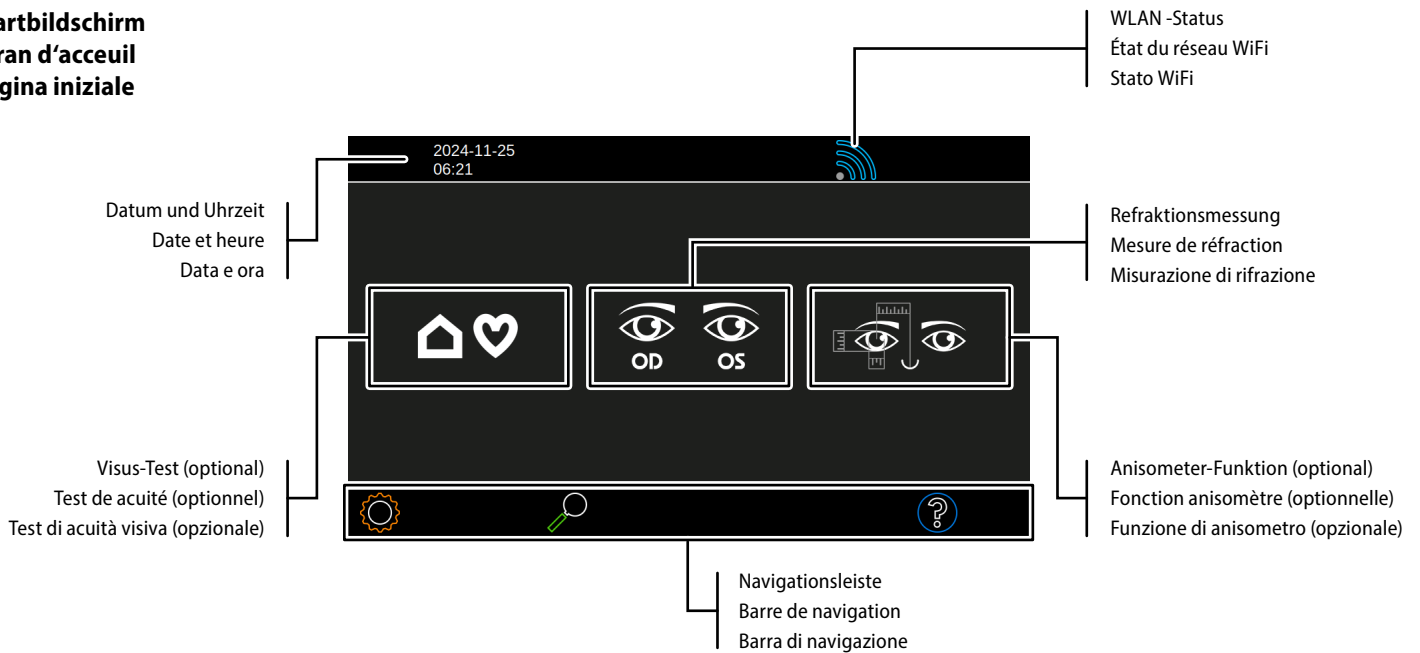 artbildschirm
ran d‘acceuil
gina iniziale
WLAN -Status
État du réseau WiFi
Stato WiFi
2024-11-25
06:21
Datum und Uhrzeit
Date et heure
Data e ora
Refraktionsmessung
Mesure de réfraction
Misurazione di rifrazione
OD OS
Visus-Test (optional)
Test de acuité (optionnel)
Test di acuità visiva (opzionale)
Anisometer-Funktion (optional)
Fonction anisomètre (optionnelle)
Funzione di anisometro (opzionale)
?
Navigationsleiste
Barre de navigation
Barra di navigazione